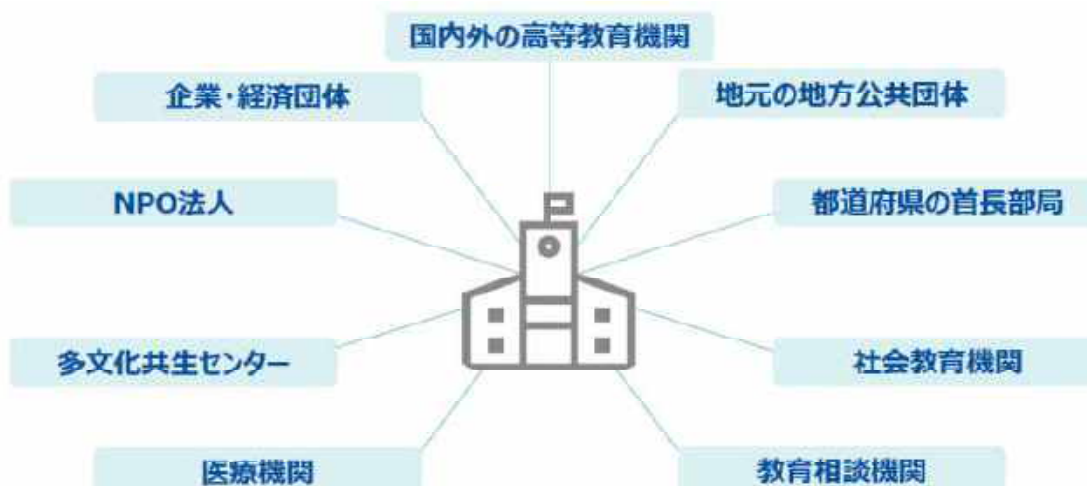 国内外の高等教育機関
企業・経済団体
地元の地方公共団体
NPO法人
都道府県の首長部局
多文化共生センター
社会教育機関
医療機関
教育相談機関